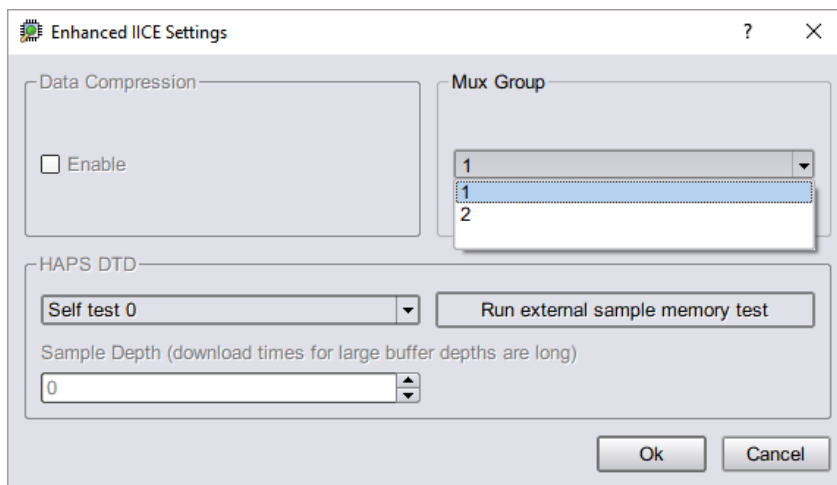 Enhanced IICE Settings
?
Data Compression
Mux Group
Enable
1
1
2
HAPS DTD
Self test 0
Run external sample memory test
Sample Depth (download times for large buffer depths are long)
0
Ok
Cancel